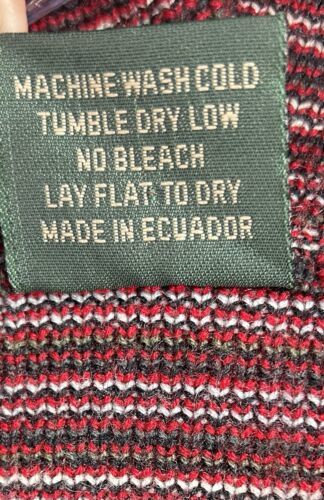 MACHINE WASH COLD
TUMBLE DRY LOW
NO BLEACH
LAY FLAT TO DRY
MADE IN ECUADOR